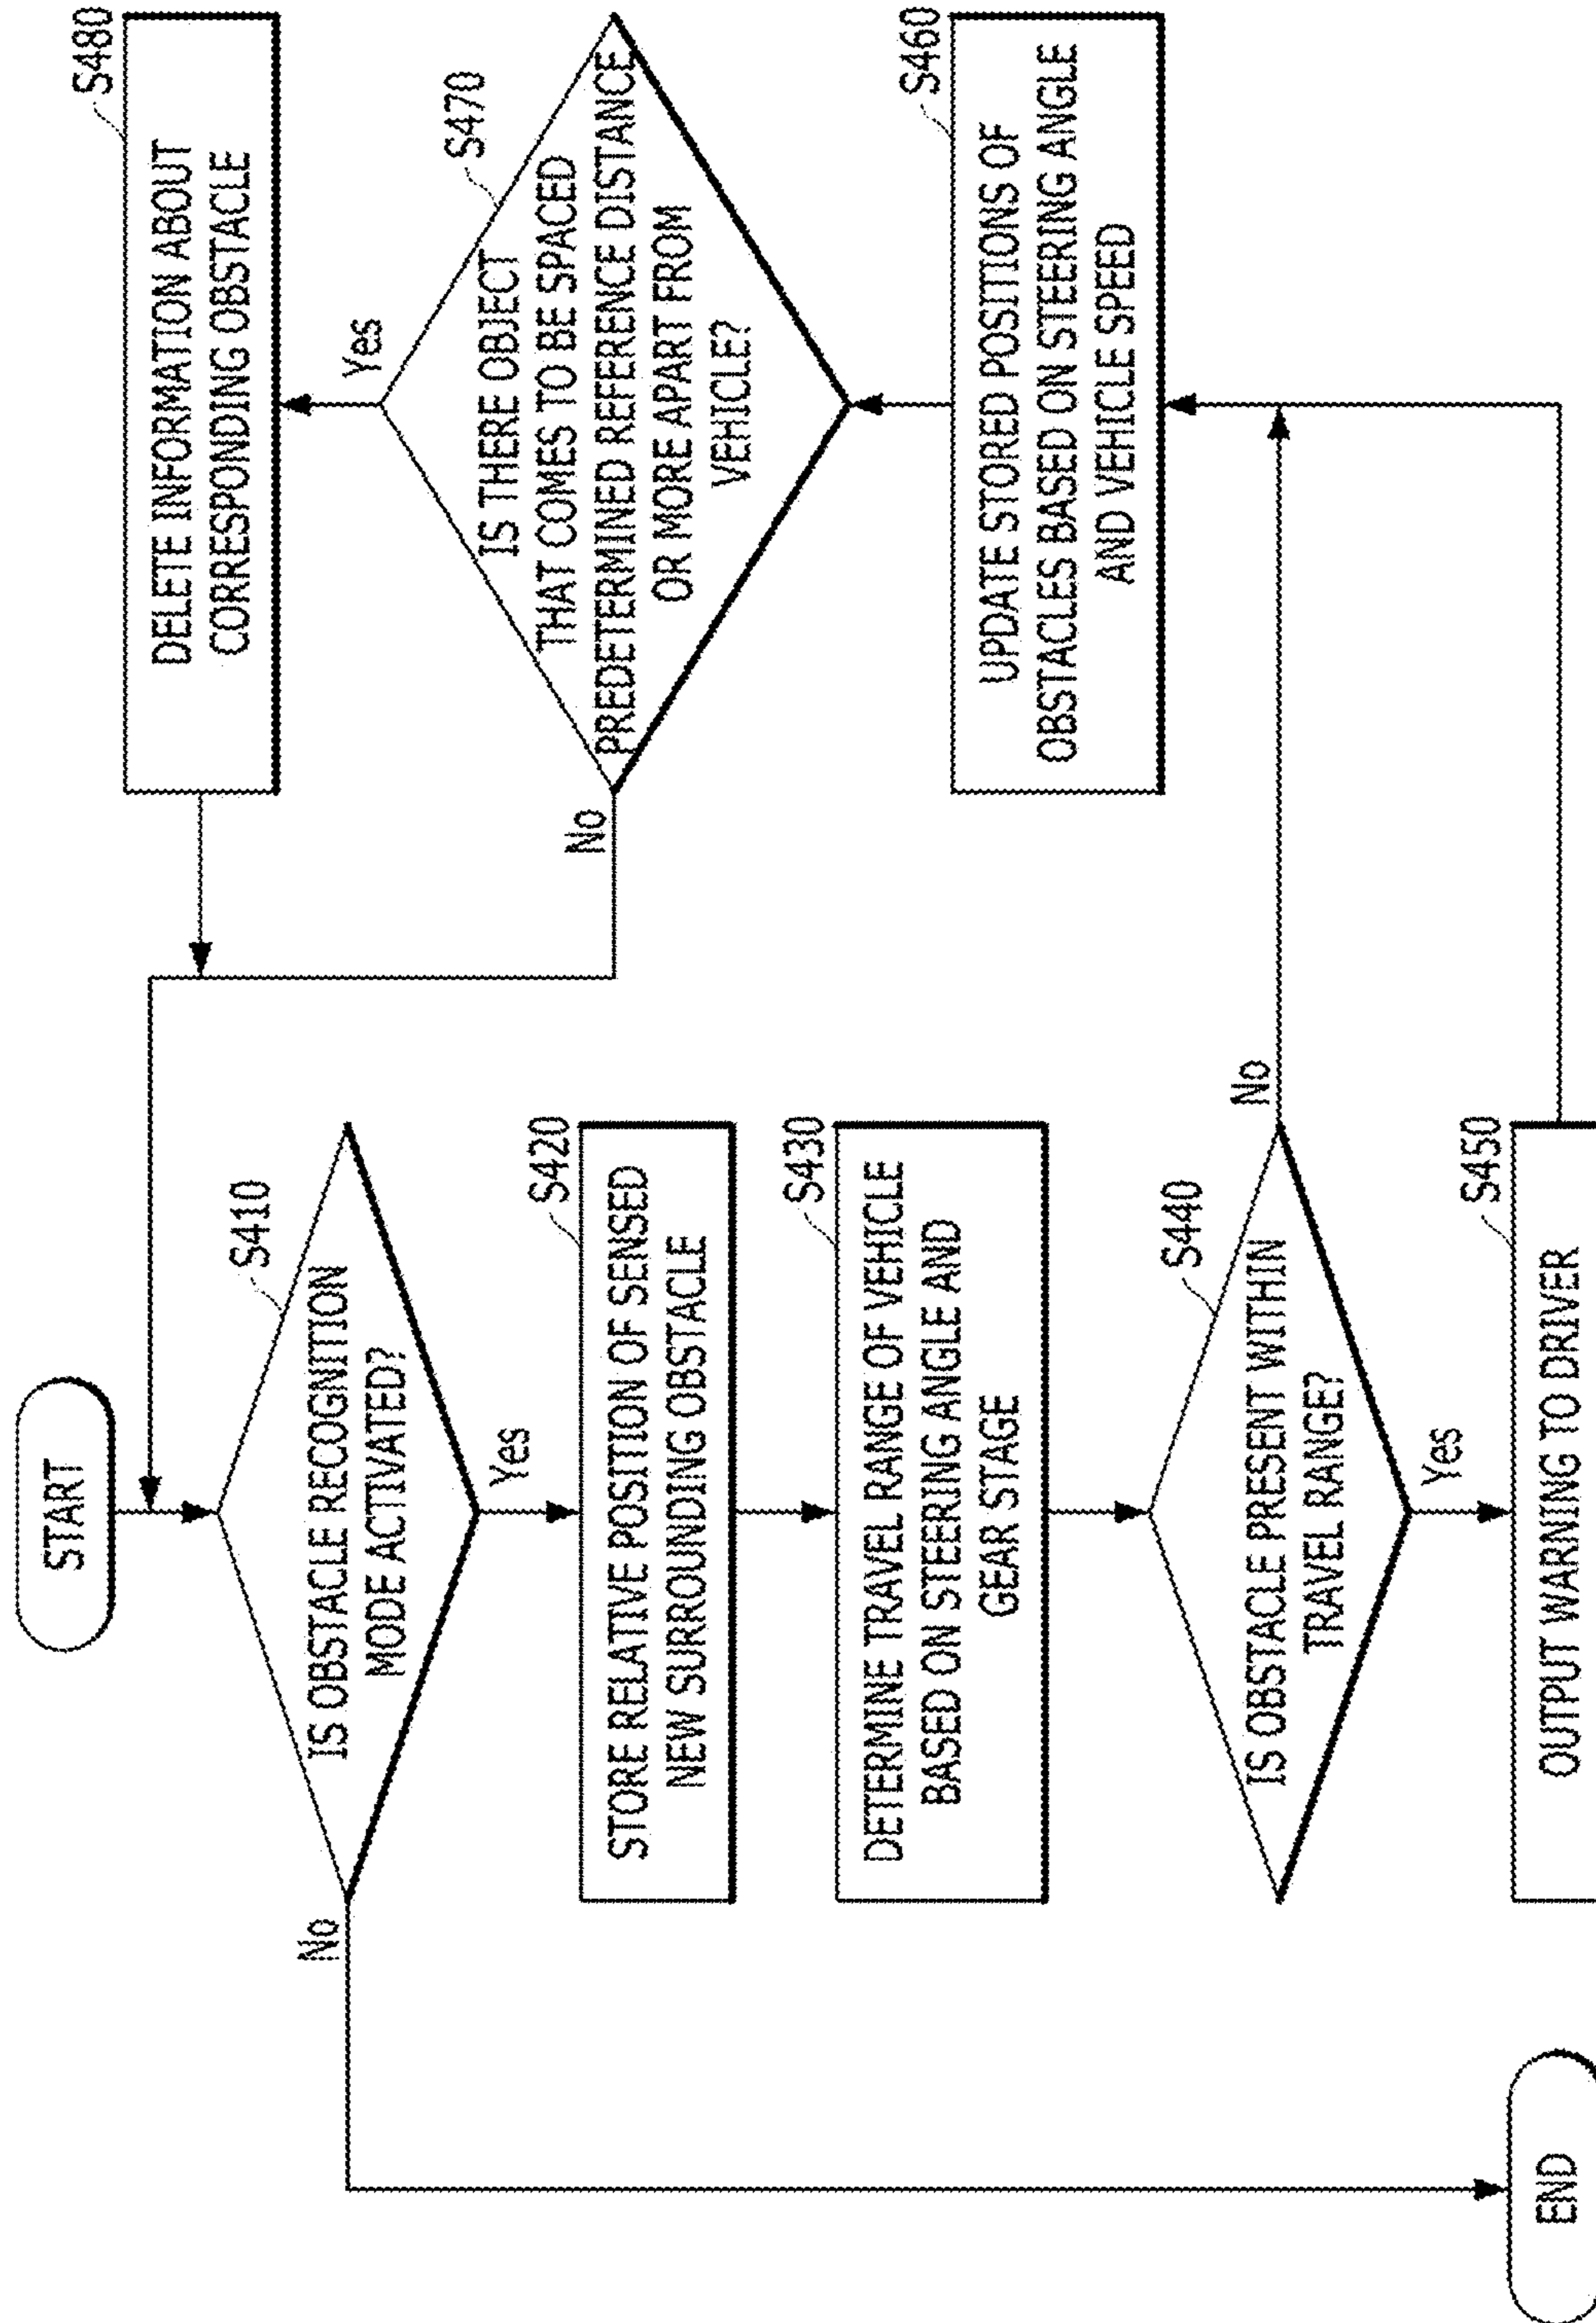 START
S410
IS OBSTACLE RECOGNITION
MODE ACTIVATED?
No
Yes
S420
STORE RELATIVE POSITION OF SENSED
NEW SURROUNDING OBSTACLE
S430
DETERMINE TRAVEL RANGE OF VEHICLE
BASED ON STEERING ANGLE AND
GEAR STAGE
S440
IS OBSTACLE PRESENT WITHIN
TRAVEL RANGE?
No
Yes
S450
OUTPUT WARNING TO DRIVER
END
S460
UPDATE STORED POSITIONS OF
OBSTACLES BASED ON STEERING ANGLE
AND VEHICLE SPEED
S470
IS THERE OBJECT
THAT COMES TO BE SPACED
PREDETERMINED REFERENCE DISTANCE
OR MORE APART FROM
VEHICLE?
No
Yes
S480
DELETE INFORMATION ABOUT
CORRESPONDING OBSTACLE